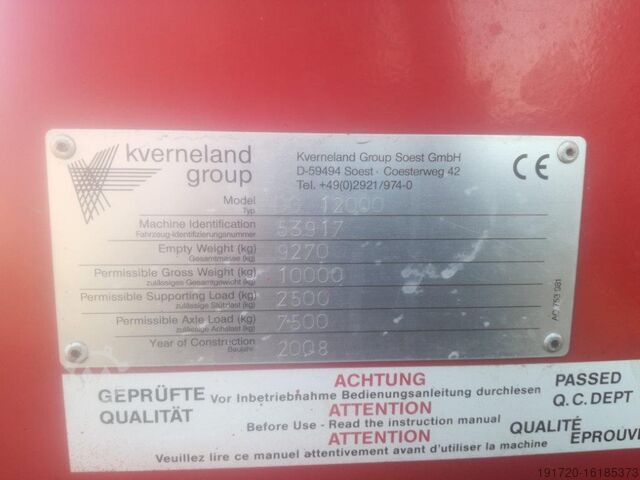 kverneland
group
Kverneland Group Soest GmbH
D-59494 Soest · Coesterweg 42
Tel. +49(0)2921/974-0
CE
Model
Typ
12000
Machine Identification
Fahrzeug-Identifizierungsnummer
53917
Empty Weight (kg)
Gesamtmasse (kg)
9270
Permissible Gross Weight (kg)
zulässiges Gesamtgewicht (kg)
10000
Permissible Supporting Load (kg)
zulässige Stützlast (kg)
2500
Permissible Axle Load (kg)
zulässige Achslast (kg)
7500
Year of Construction
Baujahr
2008
GEPRÜFTE
QUALITÄT
ACHTUNG
Vor Inbetriebnahme Bedienungsanleitung durchlesen
ATTENTION
Before Use - Read the instruction manual
ATTENTION
Veuillez lire ce manuel attentivement avant d'utiliser la machine
PASSED
Q.C. DEPT
QUALITÉ
ÉPROUV
191720-16185373